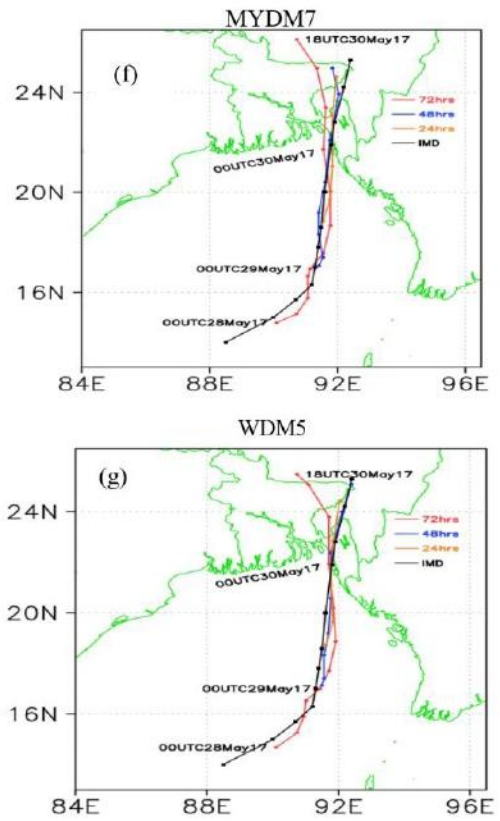 MYDM7
(f)
18UTC30May17
24N
72hrs
48hrs
24hrs
IMD
00UTC30May17
20N
00UTC29May17
16N
00UTC28May17
84E 88E 92E 96E
WDM5
(g)
18UTC30May17
24N
72hrs
48hrs
24hrs
IMD
00UTC30May17
20N
00UTC29May17
16N
00UTC28May17
84E 88E 92E 96E